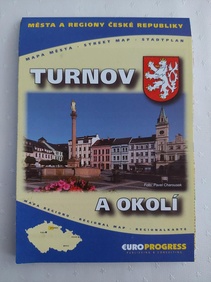 MĚSTA A REGIONY ČESKÉ REPUBLIKY
MAPA MĚSTA · STREET MAP · STADTPLAN
TURNOV
Foto: Pavel Charousek
A OKOLÍ
MAPA REGIONU · REGIONAL MAP · REGIONALKARTE
EUROPROGRESS